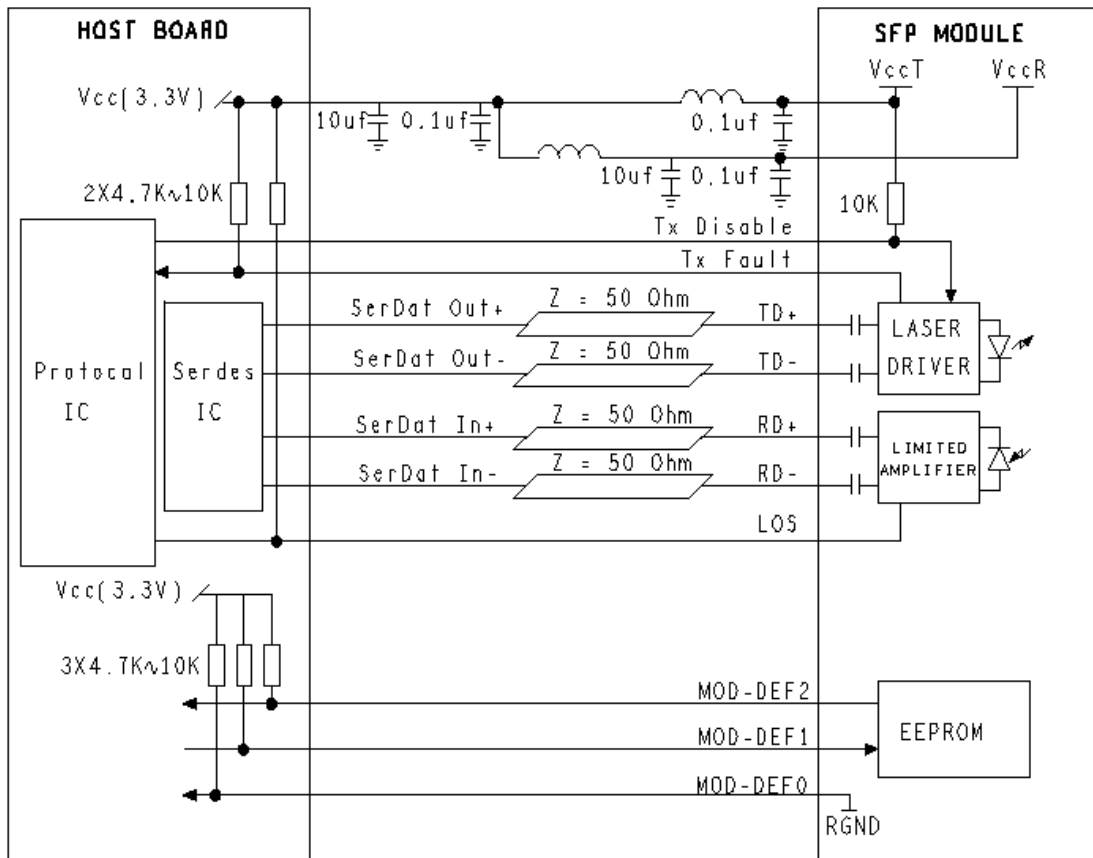 HOST BOARD
SFP MODULE
VccT
VccR
Vcc(3.3V)
10uf
0.1uf
0.1uf
10uf
0.1uf
2X4.7K~10K
10K
Tx Disable
Tx Fault
Protocal
IC
Serdes
IC
SerDat Out+
Z = 50 Ohm
TD+
SerDat Out-
Z = 50 Ohm
TD-
LASER
DRIVER
SerDat In+
Z = 50 Ohm
RD+
SerDat In-
Z = 50 Ohm
RD-
LIMITED
AMPLIFIER
LOS
Vcc(3.3V)
3X4.7K~10K
MOD-DEF2
MOD-DEF1
MOD-DEF0
EEPROM
RGND